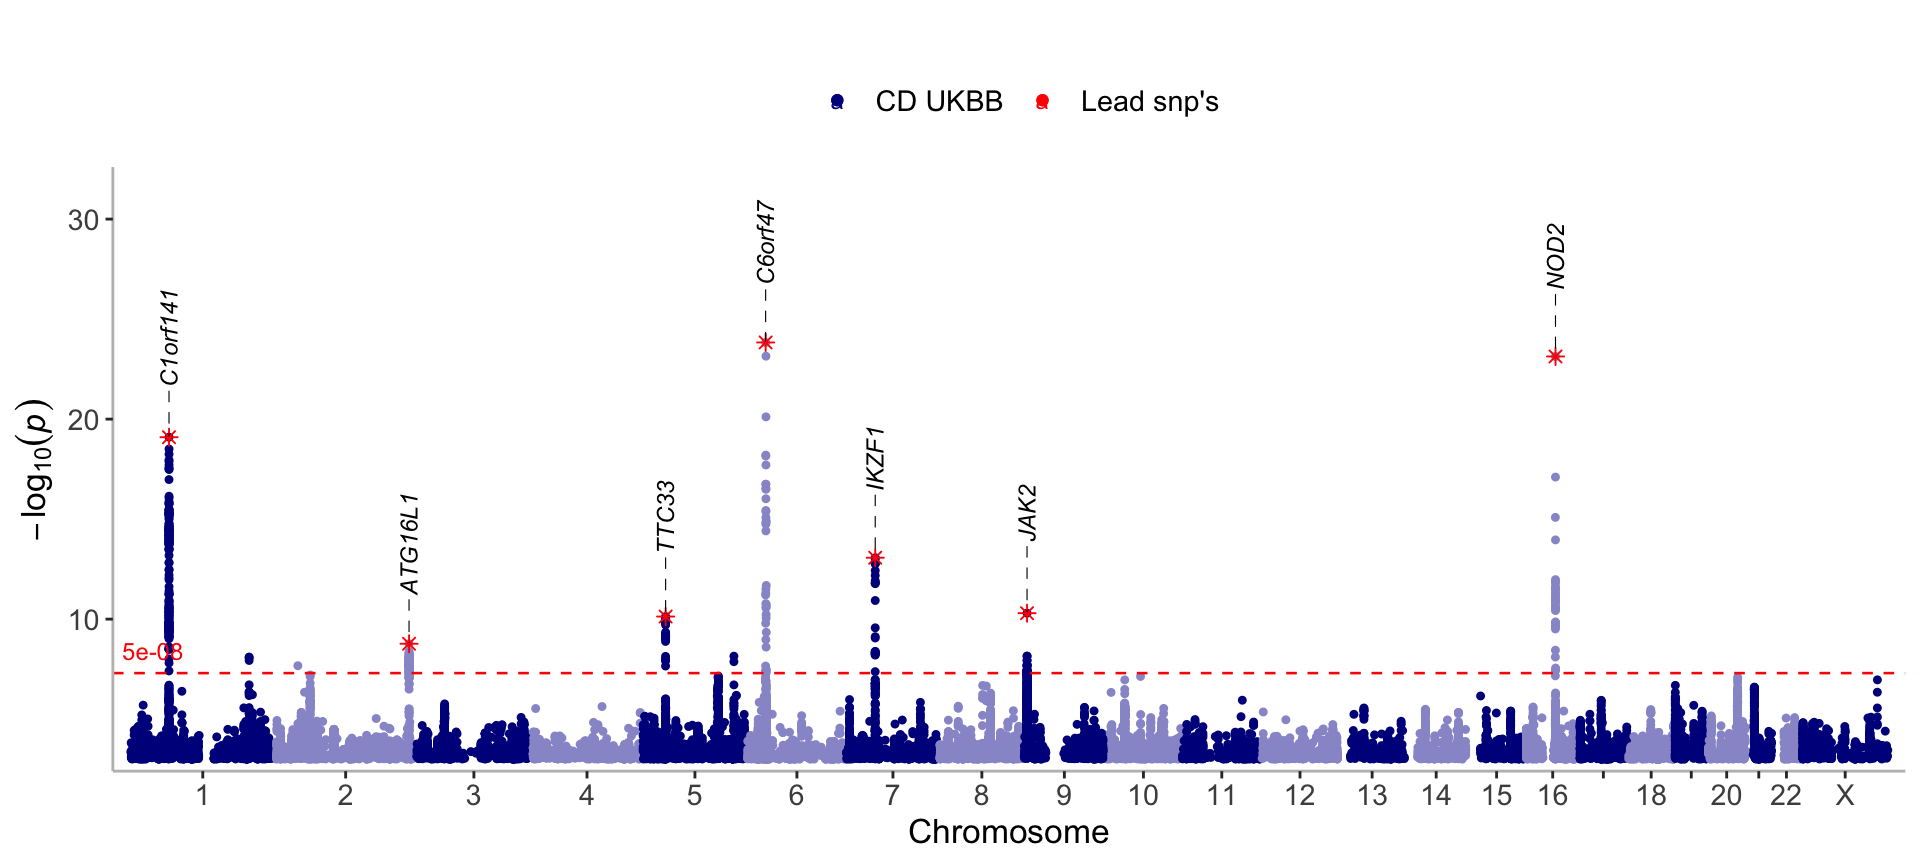 CD UKBB Lead snp's
−log10(p)
30
20
10
5e-08
C1orf141
ATG16L1
TTC33
C6orf47
IKZF1
JAK2
NOD2
1 2 3 4 5 6 7 8 9 10 11 12 13 14 15 16 18 20 22 X
Chromosome